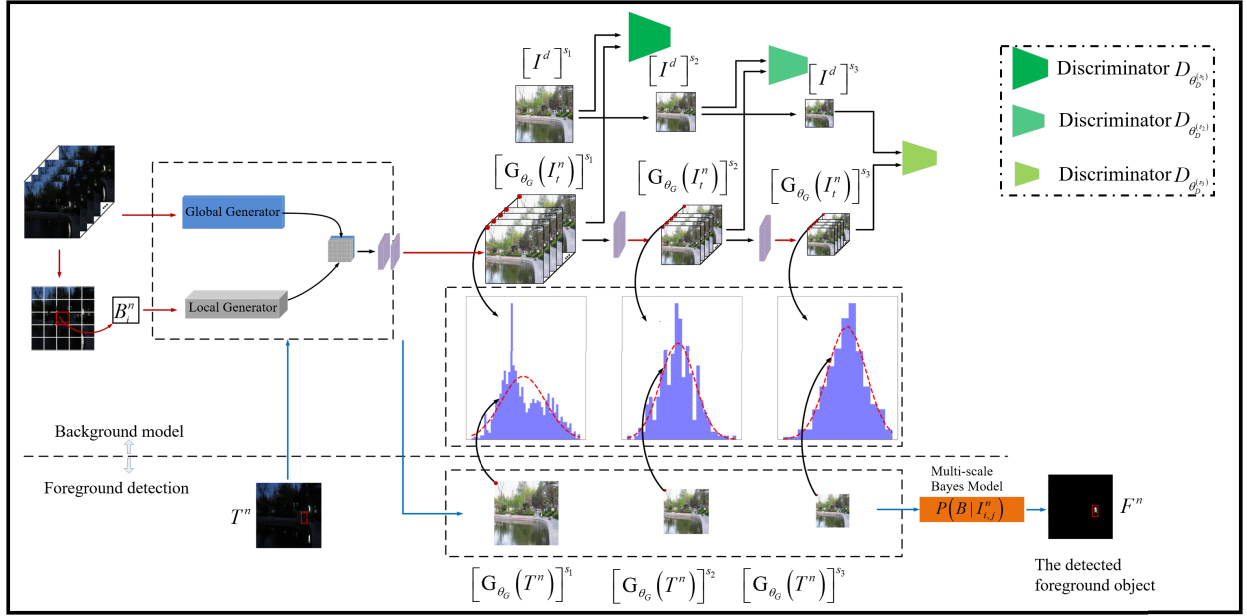 [I^d]^{s_1}
[I^d]^{s_2}
[I^d]^{s_3}
Discriminator D_{θ_D^{(s_1)}}
Discriminator D_{θ_D^{(s_2)}}
Discriminator D_{θ_D^{(s_3)}}
[G_{θ_G}(I_t^n)]^{s_1}
[G_{θ_G}(I_t^n)]^{s_2}
[G_{θ_G}(I_t^n)]^{s_3}
...
Global Generator
B_i^n
Local Generator
Background model
Foreground detection
T^n
Multi-scale
Bayes Model
P(B | I_{i,j}^n)
F^n
The detected
foreground object
[G_{θ_G}(T^n)]^{s_1}
[G_{θ_G}(T^n)]^{s_2}
[G_{θ_G}(T^n)]^{s_3}